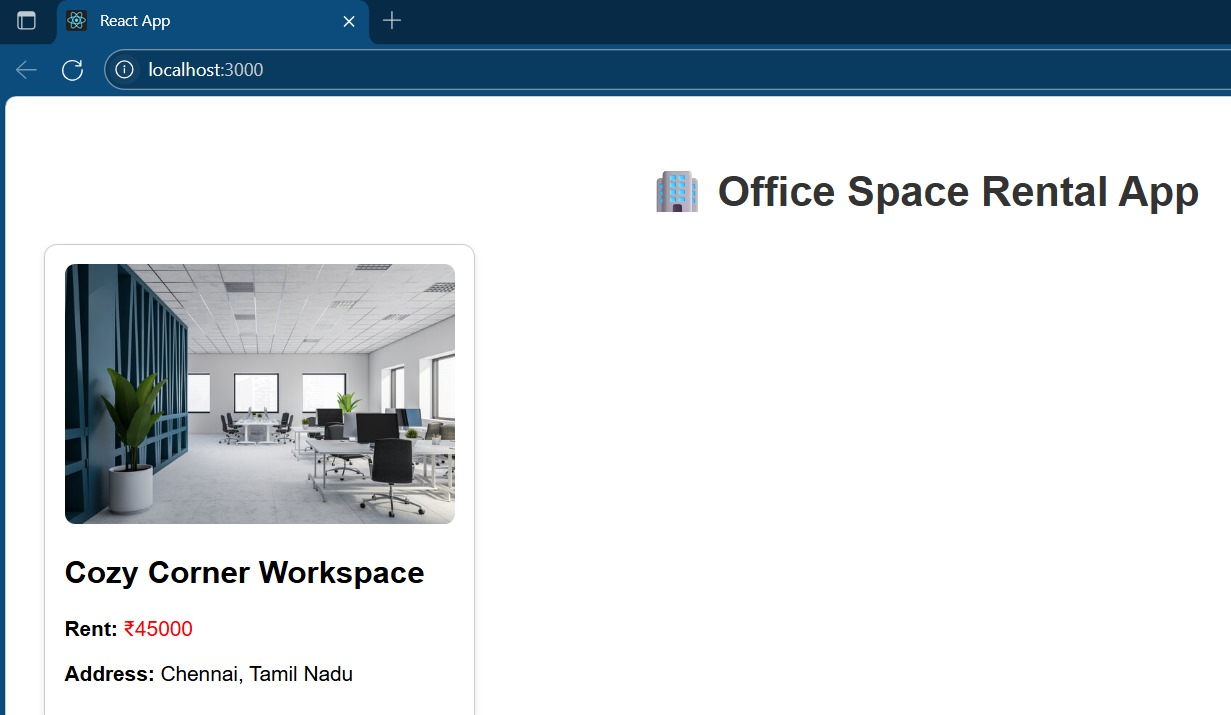 React App
localhost:3000
🏢 Office Space Rental App
Cozy Corner Workspace
Rent: ₹45000
Address: Chennai, Tamil Nadu